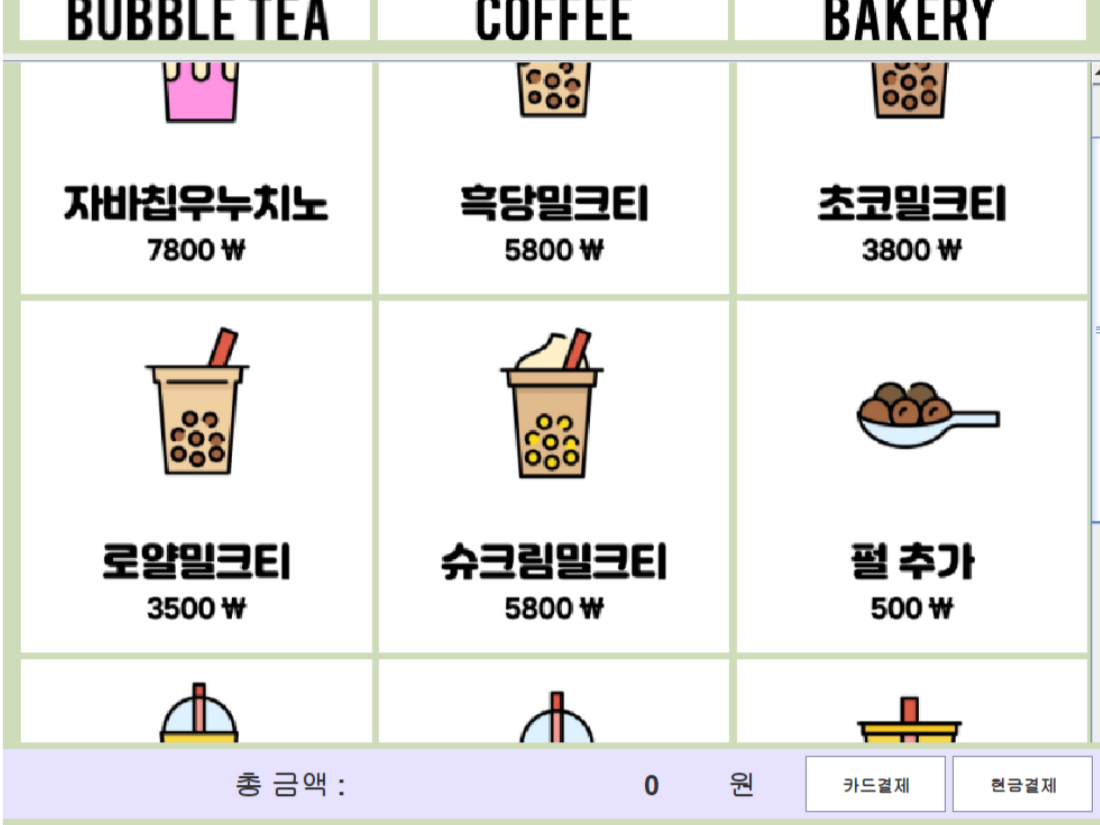 BUBBLE TEA COFFEE BAKERY
자바칩우누치노 흑당밀크티 초코밀크티
7800 ₩ 5800 ₩ 3800 ₩
로얄밀크티 슈크림밀크티 펄 추가
3500 ₩ 5800 ₩ 500 ₩
총 금액 : 0 원 카드결제 현금결제